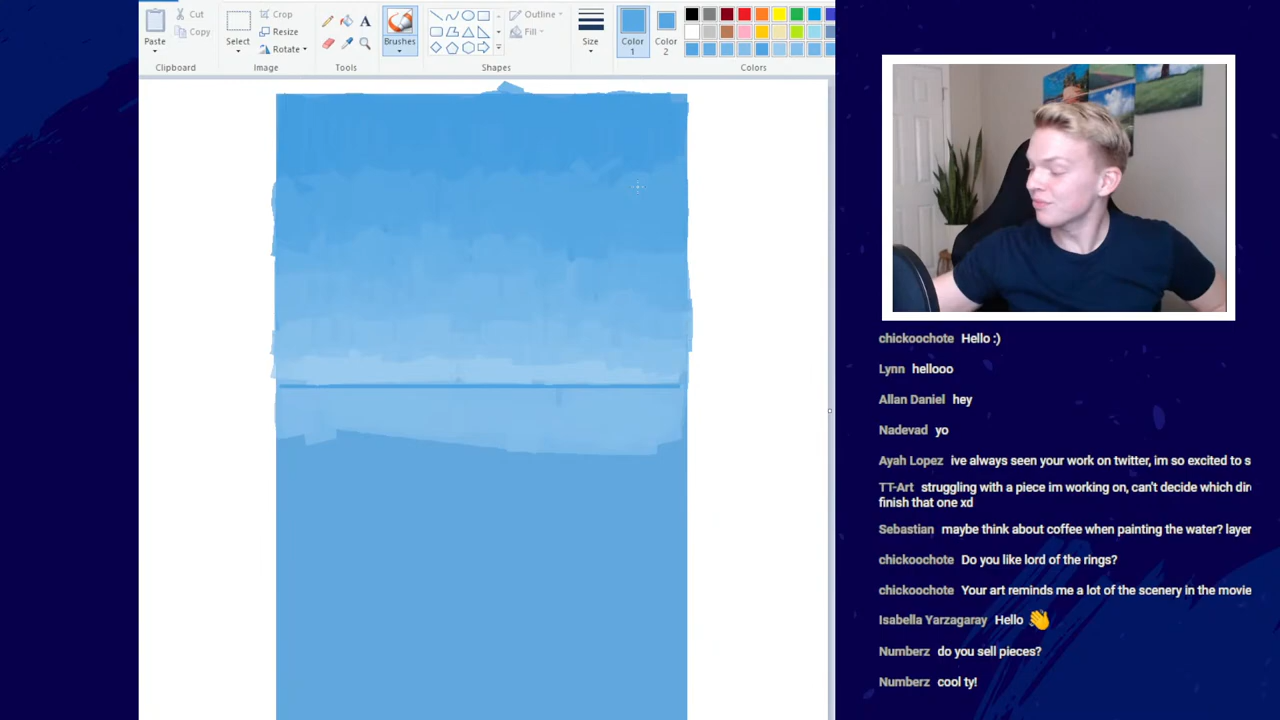 Cut
Copy
Paste
Clipboard
Select
Crop
Resize
Rotate
Image
A
Tools
Brushes
Outline
Fill
Shapes
Size
Color
1
Color
2
Colors
chickoochote Hello :)
Lynn hellooo
Allan Daniel hey
Nadevad yo
Ayah Lopez ive always seen your work on twitter, im so excited to s
TT-Art struggling with a piece im working on, can't decide which dire
finish that one xd
Sebastian maybe think about coffee when painting the water? layer
chickoochote Do you like lord of the rings?
chickoochote Your art reminds me a lot of the scenery in the movie
Isabella Yarzagaray Hello 👋
Numberz do you sell pieces?
Numberz cool ty!